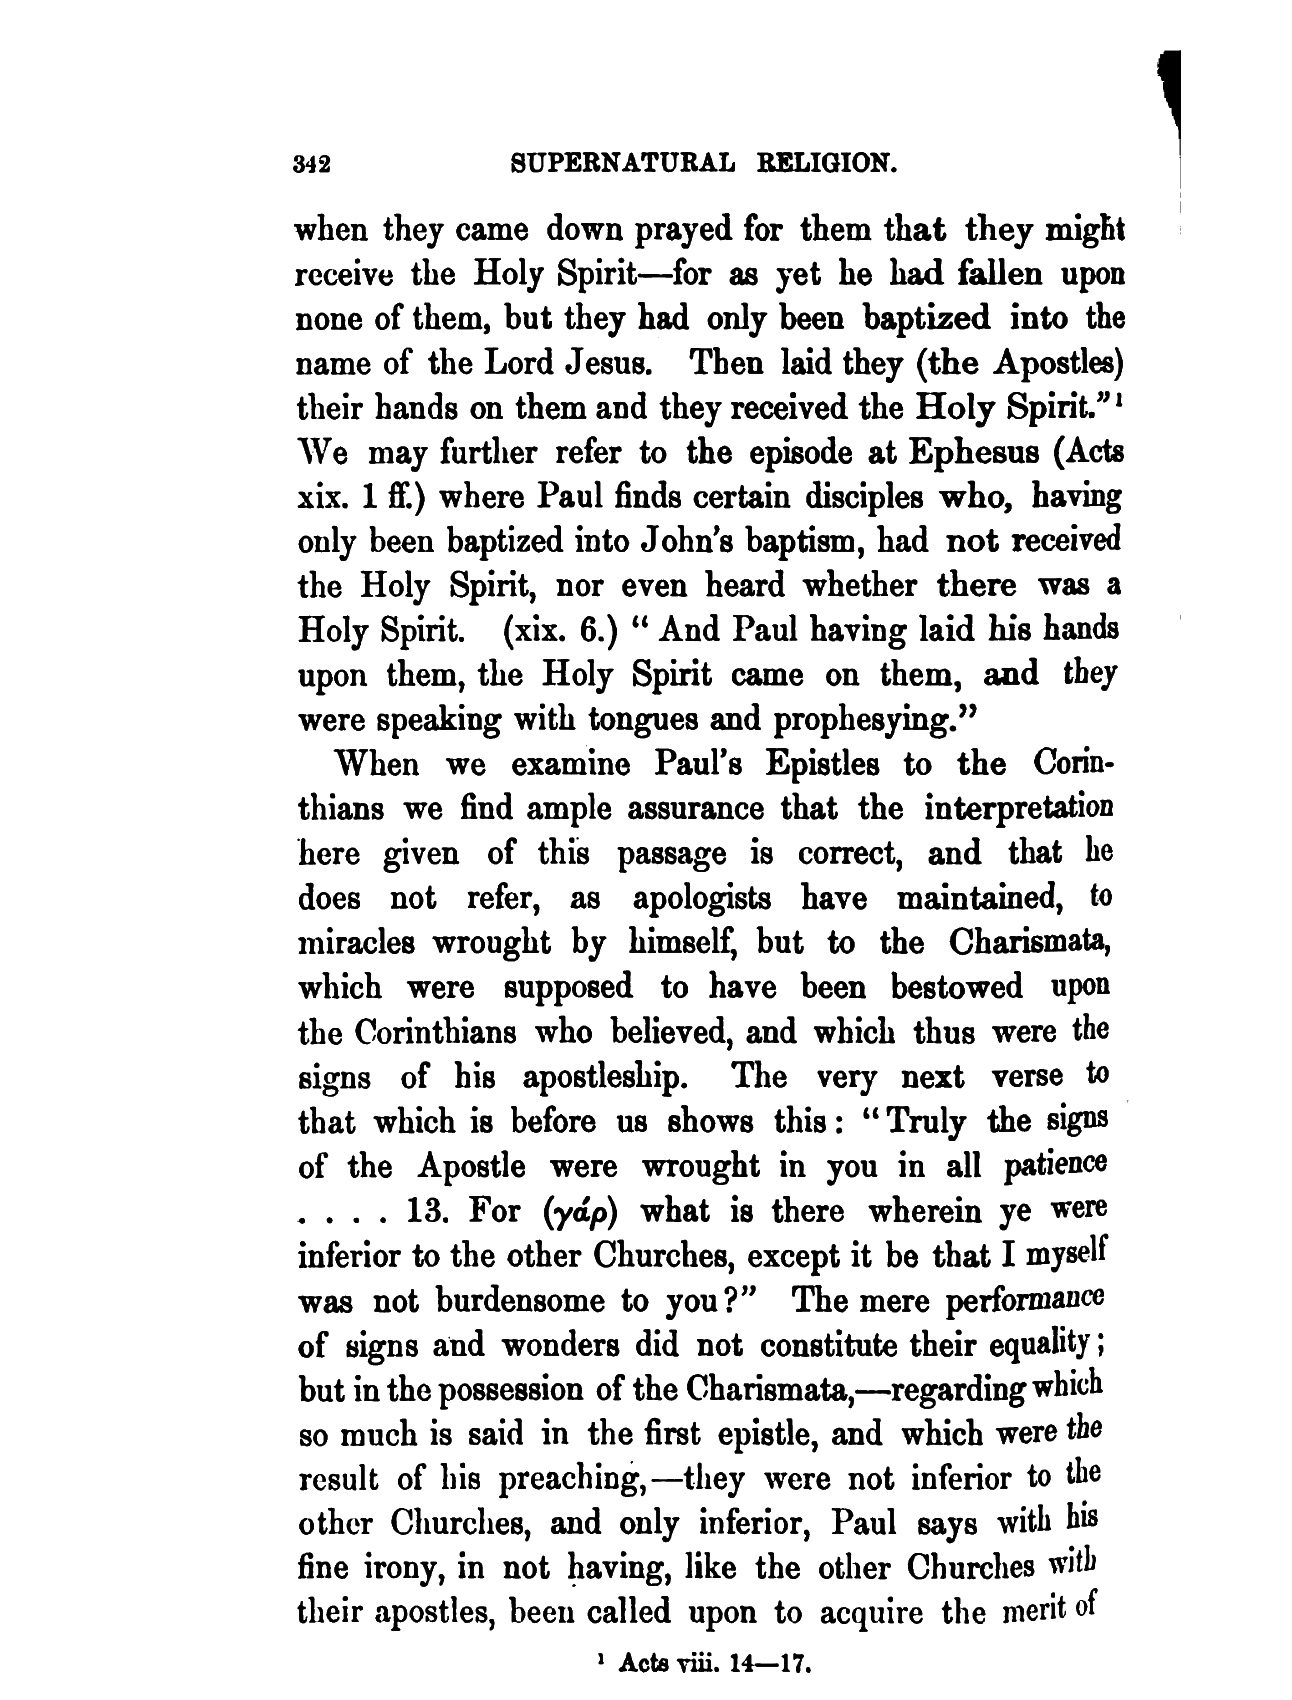 342 SUPERNATURAL RELIGION.
when they came down prayed for them that they might
receive the Holy Spirit—for as yet he had fallen upon
none of them, but they had only been baptized into the
name of the Lord Jesus. Then laid they (the Apostles)
their hands on them and they received the Holy Spirit.”¹
We may further refer to the episode at Ephesus (Acts
xix. 1 ff.) where Paul finds certain disciples who, having
only been baptized into John’s baptism, had not received
the Holy Spirit, nor even heard whether there was a
Holy Spirit. (xix. 6.) “ And Paul having laid his hands
upon them, the Holy Spirit came on them, and they
were speaking with tongues and prophesying.”
When we examine Paul’s Epistles to the Corin-
thians we find ample assurance that the interpretation
here given of this passage is correct, and that he
does not refer, as apologists have maintained, to
miracles wrought by himself, but to the Charismata,
which were supposed to have been bestowed upon
the Corinthians who believed, and which thus were the
signs of his apostleship. The very next verse to
that which is before us shows this: “Truly the signs
of the Apostle were wrought in you in all patience
. . . . 13. For (γάρ) what is there wherein ye were
inferior to the other Churches, except it be that I myself
was not burdensome to you?” The mere performance
of signs and wonders did not constitute their equality;
but in the possession of the Charismata,—regarding which
so much is said in the first epistle, and which were the
result of his preaching,—they were not inferior to the
other Churches, and only inferior, Paul says with his
fine irony, in not having, like the other Churches with
their apostles, been called upon to acquire the merit of
¹ Acts viii. 14—17.